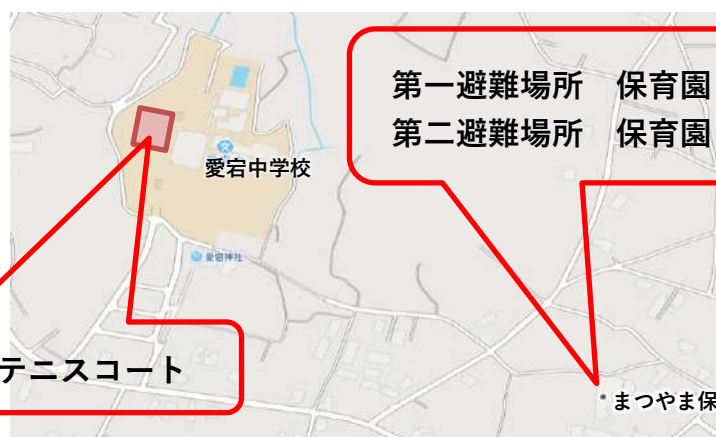 第一避難場所　保育園
第二避難場所　保育園
文
愛宕中学校
愛宕神社
テニスコート
まつやま保